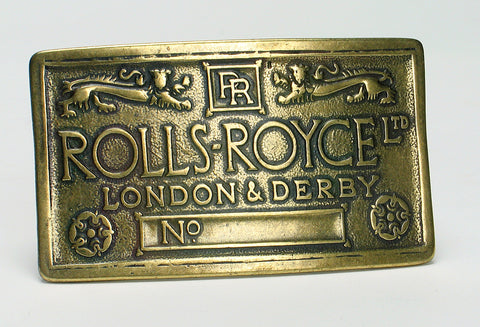 RR
ROLLS-ROYCE LTD
LONDON & DERBY
No